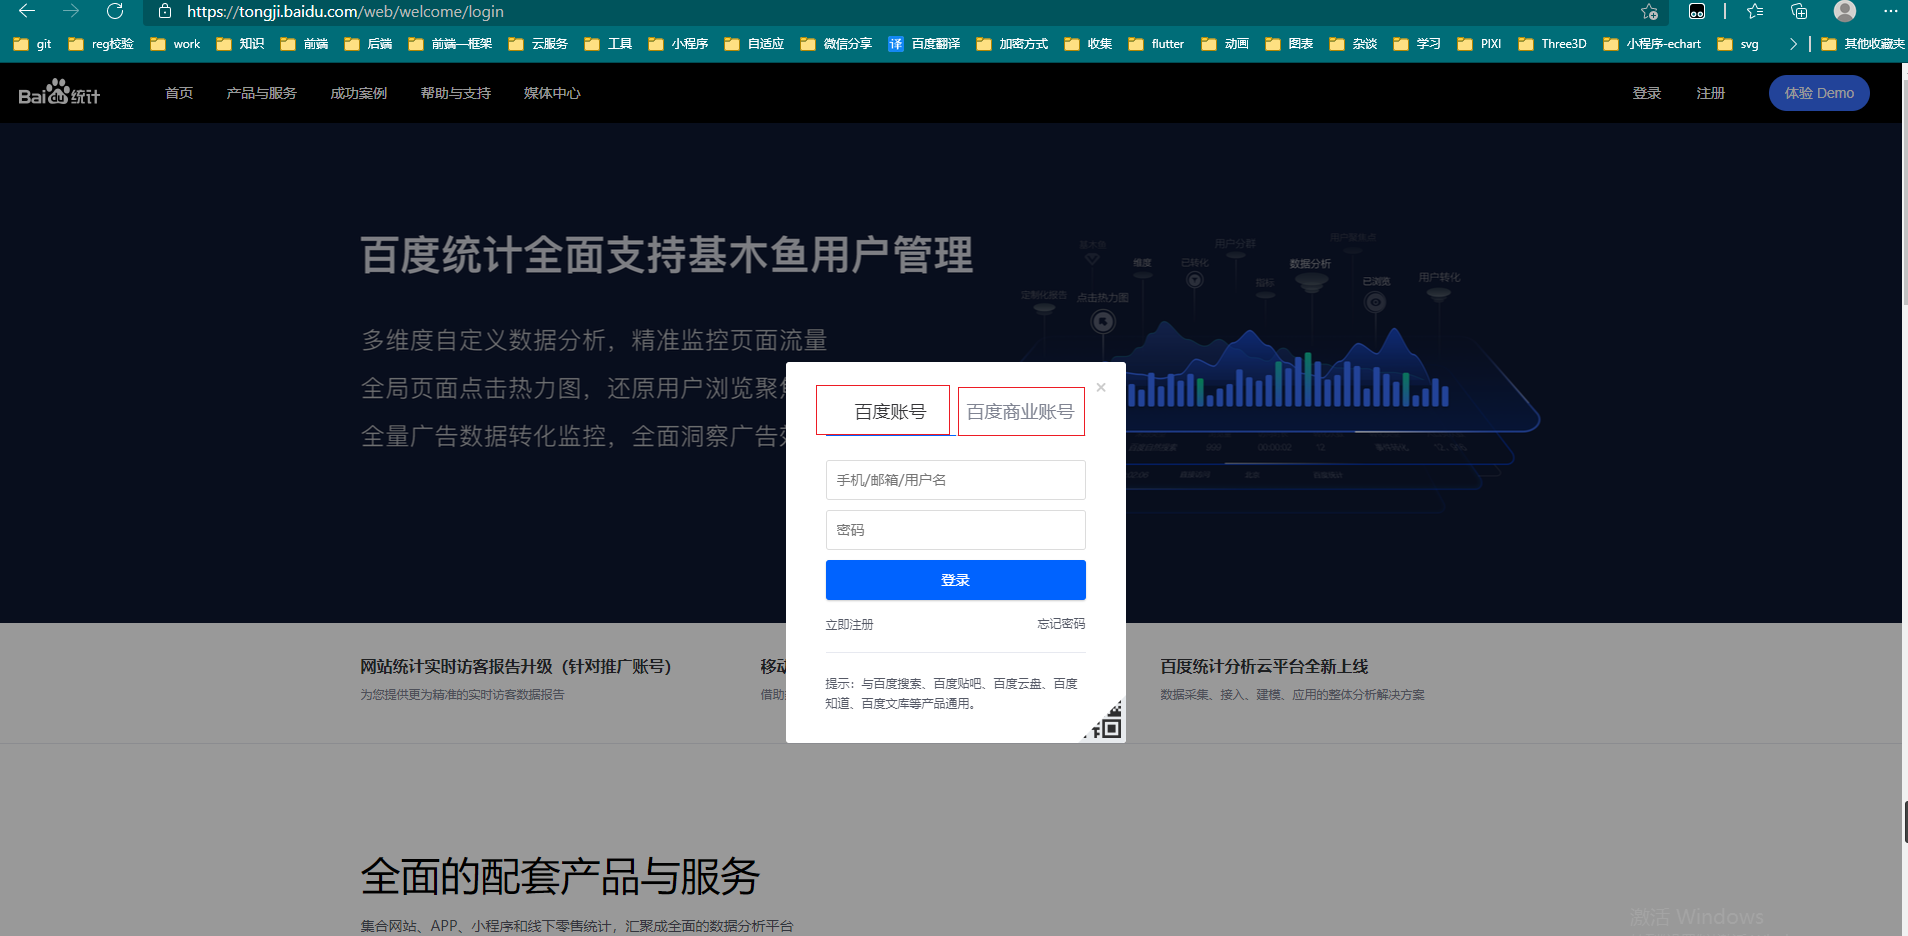 https://tongji.baidu.com/web/welcome/login
git reg校验 work 知识 前端 后端 前端一框架 云服务 工具 小程序 自适应 微信分享 译 百度翻译 加密方式 收集 flutter 动画 图表 杂谈 学习 PIXI Three3D 小程序-echart svg 其他收藏夹
Bai du 统计 首页 产品与服务 成功案例 帮助与支持 媒体中心 登录 注册 体验 Demo
百度统计全面支持基木鱼用户管理
多维度自定义数据分析，精准监控页面流量
全局页面点击热力图，还原用户浏览聚焦
全量广告数据转化监控，全面洞察广告效
基木鱼 用户分群 用户聚焦点
维度 已转化 数据分析
指标 已浏览 用户转化
定制化报告 点击热力图
百度账号 百度商业账号 ×
手机/邮箱/用户名
密码
登录
立即注册 忘记密码
提示：与百度搜索、百度贴吧、百度云盘、百度
知道、百度文库等产品通用。
网站统计实时访客报告升级（针对推广账号） 移动 百度统计分析云平台全新上线
为您提供更为精准的实时访客数据报告 借助 数据采集、接入、建模、应用的整体分析解决方案
全面的配套产品与服务
集合网站、APP、小程序和线下零售统计，汇聚成全面的数据分析平台
激活 Windows